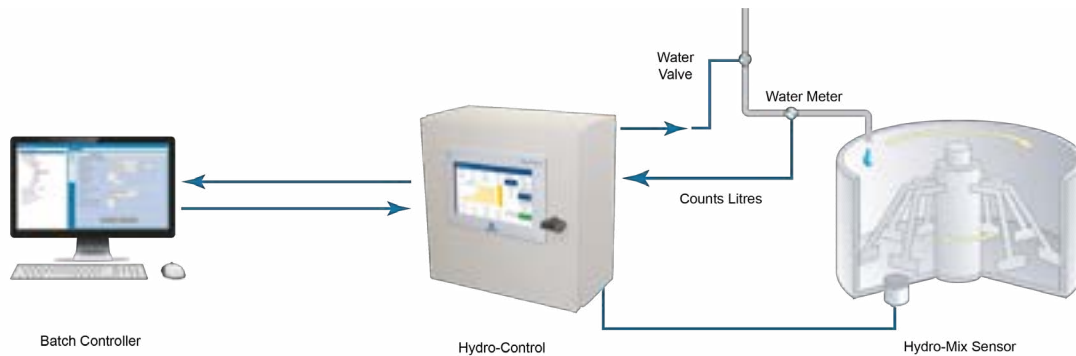 Water
Valve
Water Meter
Counts Litres
Batch Controller
Hydro-Control
Hydro-Mix Sensor